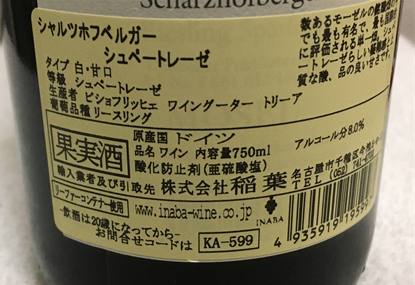 Scharzhofberg
シャルツホフベルガー
シュペートレーゼ
タイプ 白・甘口
等級 シュペートレーゼ
生産者 ビショフリッヒェ ワイングーター トリーア
葡萄品種 リースリング
原産国 ドイツ
果実酒
品名 ワイン 内容量750ml
アルコール分8.0%
酸化防止剤(亜硫酸塩)
輸入業者及び引取先 株式会社 稲葉
名古屋市千種区
TEL (052)
リーファーコンテナー使用
www.inaba-wine.co.jp
INABA
飲酒は20歳になってから
お問合せコードは KA-599
4 935919